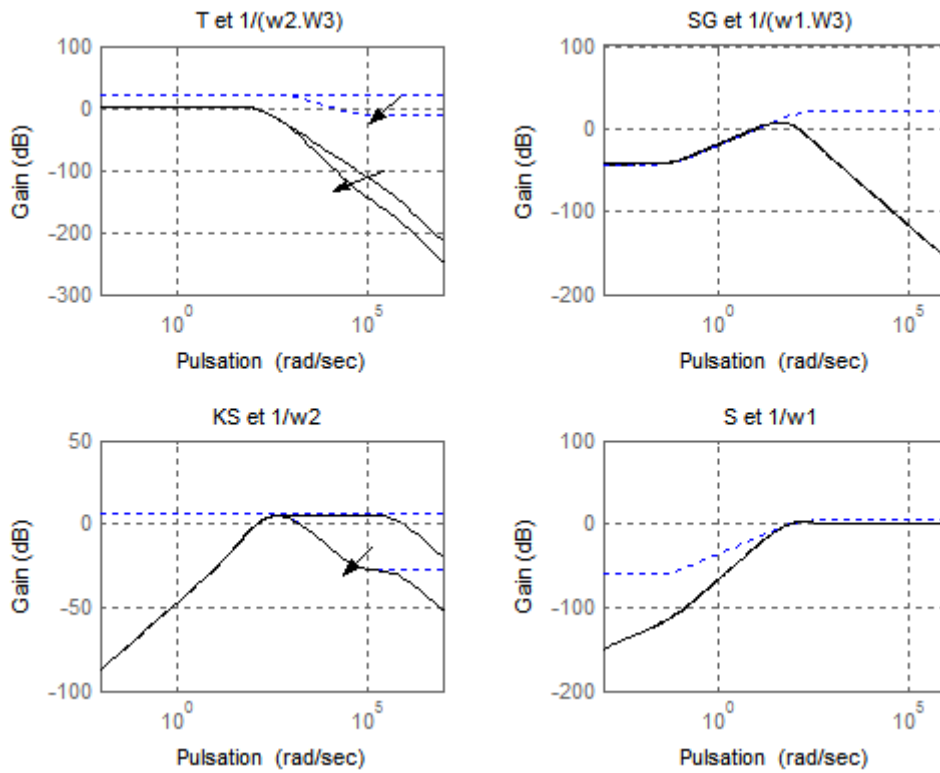 T et 1/(w2.W3)
100
0
-100
-200
-300
Gain (dB)
10^0
10^5
Pulsation (rad/sec)
SG et 1/(w1.W3)
100
0
-100
-200
Gain (dB)
10^0
10^5
Pulsation (rad/sec)
KS et 1/w2
50
0
-50
-100
Gain (dB)
10^0
10^5
Pulsation (rad/sec)
S et 1/w1
100
0
-100
-200
Gain (dB)
10^0
10^5
Pulsation (rad/sec)